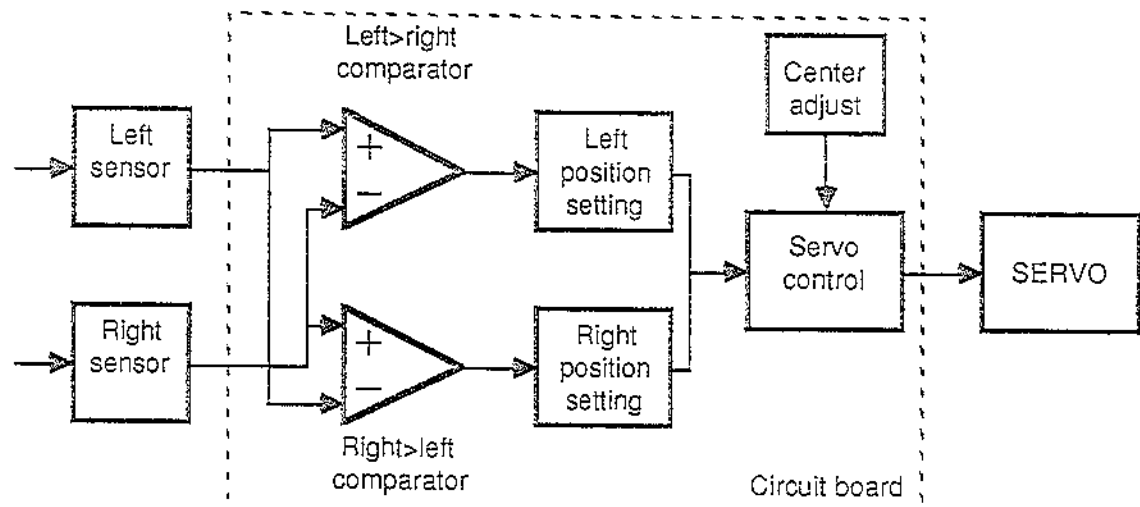 Left>right
comparator
Center
adjust
Left
sensor
+
−
Left
position
setting
Servo
control
SERVO
Right
sensor
+
−
Right
position
setting
Right>left
comparator
Circuit board